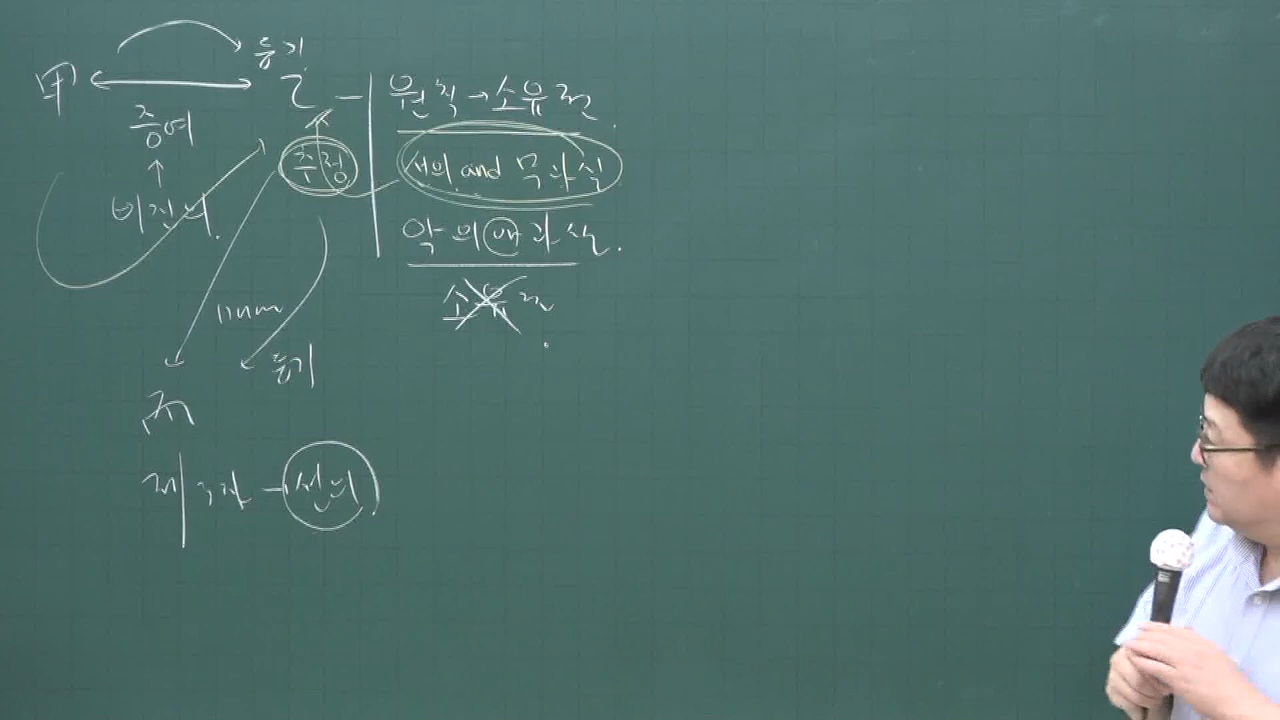 등기
甲 乙
증여
비진의
추정
원칙→소유권
선의 and 무과실
악의 or 과실
소유권
매매
등기
丙
제3자 - 선의